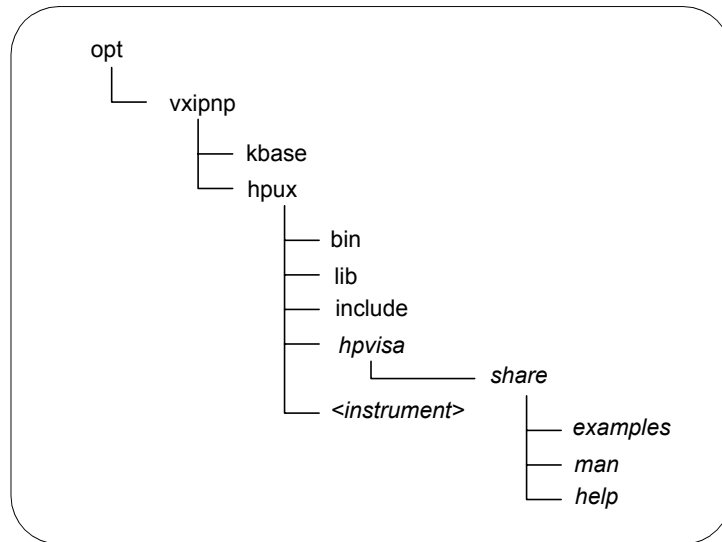 opt
vxipnp
kbase
hpux
bin
lib
include
hpvisa
share
<instrument>
examples
man
help